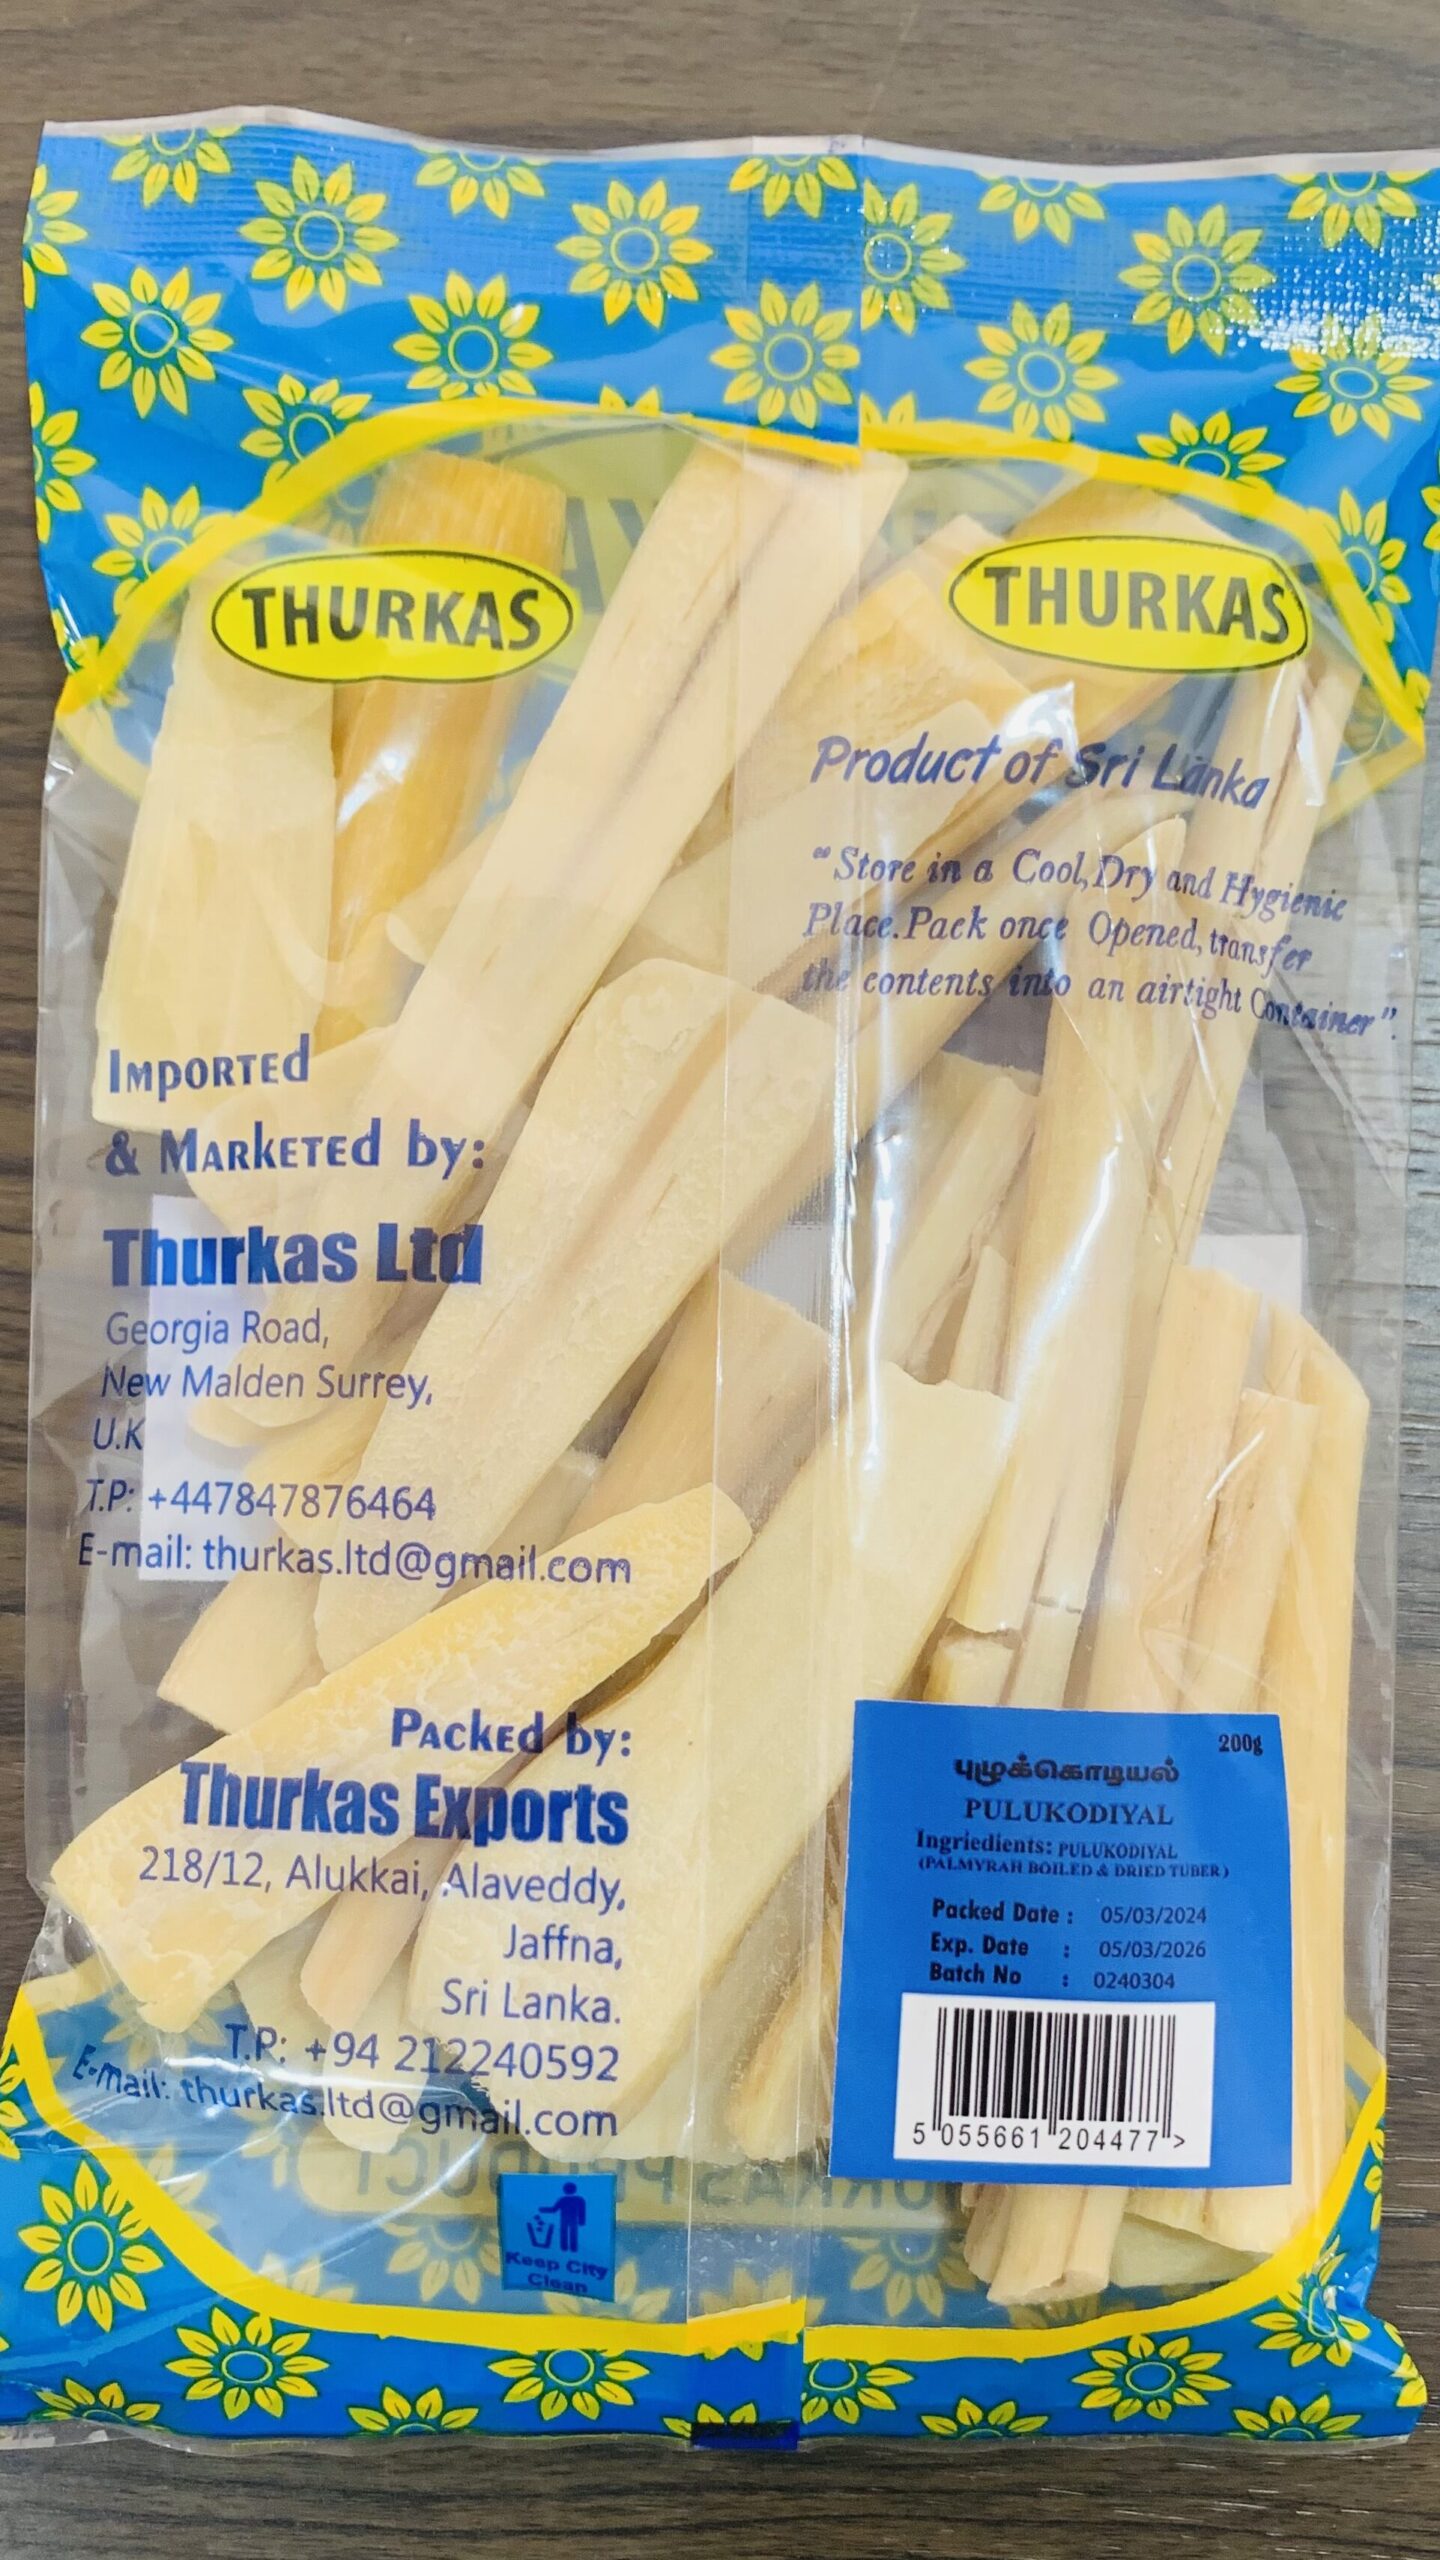 THURKAS
THURKAS
Product of Sri Lanka
"Store in a Cool, Dry and Hygienic
Place. Pack once Opened, transfer
the contents into an airtight Container".
Imported
& Marketed by:
Thurkas Ltd
Georgia Road,
New Malden Surrey,
U.K
T.P: +447847876464
E-mail: thurkas.ltd@gmail.com
Packed by:
Thurkas Exports
218/12, Alukkai, Alaveddy,
Jaffna,
Sri Lanka.
T.P: +94 212240592
E-mail: thurkas.ltd@gmail.com
Keep City
Clean
200g
புழுக்கொடியல்
PULUKODIYAL
Ingriedients: PULUKODIYAL
(PALMYRAH BOILED & DRIED TUBER)
Packed Date : 05/03/2024
Exp. Date : 05/03/2026
Batch No : 0240304
5 055661 204477 >